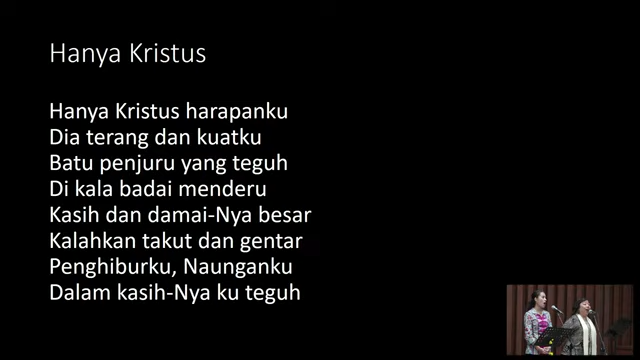 Hanya Kristus
Hanya Kristus harapanku
Dia terang dan kuatku
Batu penjuru yang teguh
Di kala badai menderu
Kasih dan damai-Nya besar
Kalahkan takut dan gentar
Penghiburku, Naunganku
Dalam kasih-Nya ku teguh